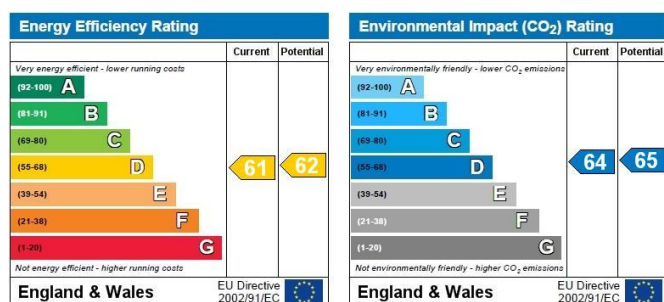 Energy Efficiency Rating
Current Potential
Very energy efficient - lower running costs
(92-100) A
(81-91) B
(69-80) C
(55-68) D
61 62
(39-54) E
(21-38) F
(1-20) G
Not energy efficient - higher running costs
England & Wales
EU Directive
2002/91/EC
Environmental Impact (CO₂) Rating
Current Potential
Very environmentally friendly - lower CO₂ emissions
(92-100) A
(81-91) B
(69-80) C
(55-68) D
64 65
(39-54) E
(21-38) F
(1-20) G
Not environmentally friendly - higher CO₂ emissions
England & Wales
EU Directive
2002/91/EC